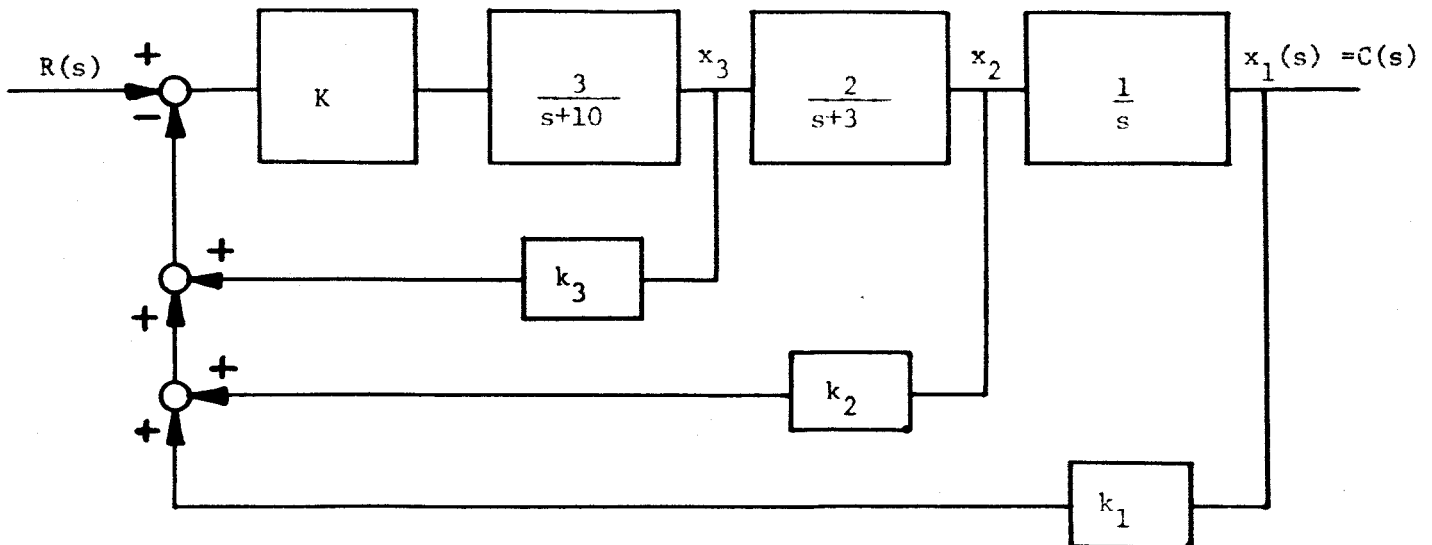 R(s)
+
−
K
3
s+10
x3
2
s+3
x2
1
s
x1(s) =C(s)
+
k3
+
+
k2
+
k1